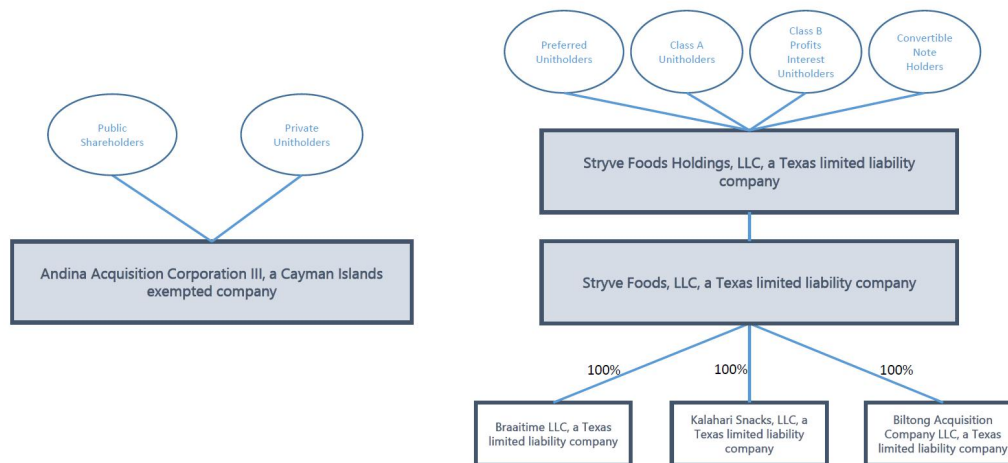 Public
Shareholders
Private
Unitholders
Andina Acquisition Corporation III, a Cayman Islands
exempted company
Preferred
Unitholders
Class A
Unitholders
Class B
Profits
Interest
Unitholders
Convertible
Note
Holders
Stryve Foods Holdings, LLC, a Texas limited liability
company
Stryve Foods, LLC, a Texas limited liability company
100%
100%
100%
Braaitime LLC, a Texas
limited liability company
Kalahari Snacks, LLC, a
Texas limited liability
company
Biltong Acquisition
Company LLC, a Texas
limited liability company